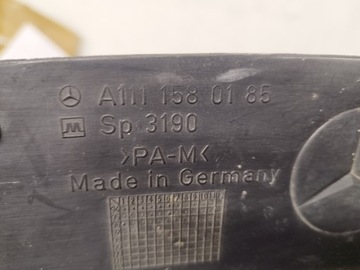 A111 158 01 85
Sp 3190
>PA-M<
Made in Germany